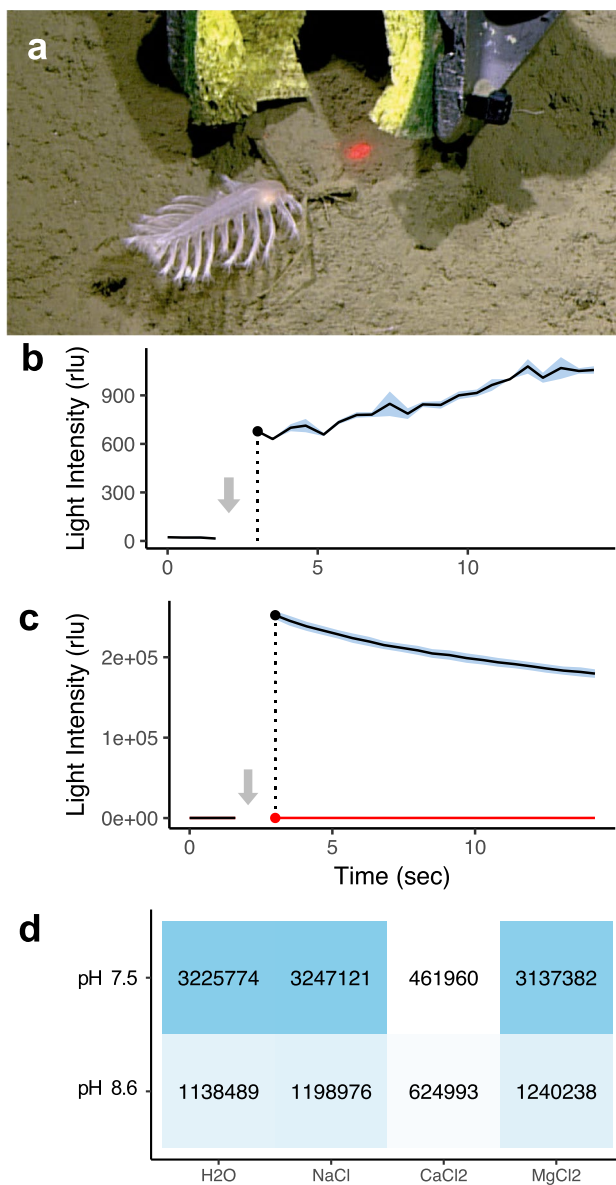 a
b
Light Intensity (rlu)
900
600
300
0
0 5 10
c
Light Intensity (rlu)
2e+05
1e+05
0e+00
0 5 10
Time (sec)
d
pH 7.5 3225774 3247121 461960 3137382
pH 8.6 1138489 1198976 624993 1240238
H2O NaCl CaCl2 MgCl2